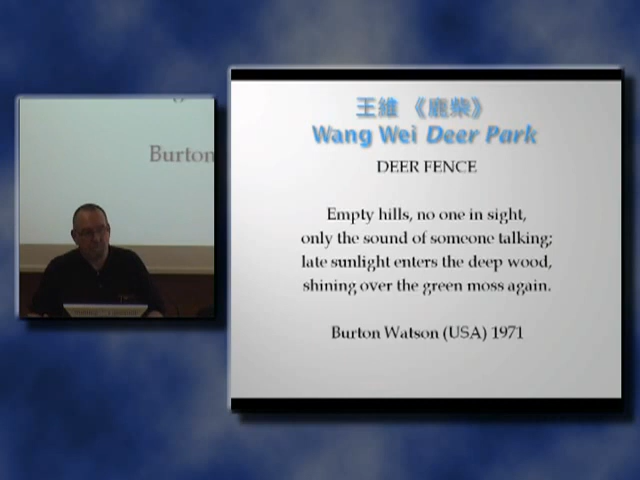 Burton
王維 《鹿柴》
Wang Wei Deer Park
DEER FENCE
Empty hills, no one in sight,
only the sound of someone talking;
late sunlight enters the deep wood,
shining over the green moss again.
Burton Watson (USA) 1971